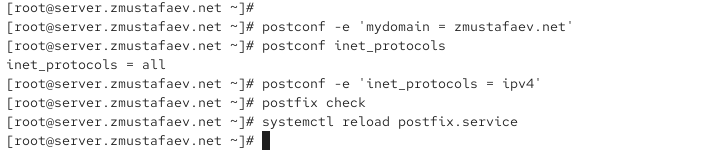 [root@server.zmustafaev.net ~]#
[root@server.zmustafaev.net ~]# postconf -e 'mydomain = zmustafaev.net'
[root@server.zmustafaev.net ~]# postconf inet_protocols
inet_protocols = all
[root@server.zmustafaev.net ~]# postconf -e 'inet_protocols = ipv4'
[root@server.zmustafaev.net ~]# postfix check
[root@server.zmustafaev.net ~]# systemctl reload postfix.service
[root@server.zmustafaev.net ~]#